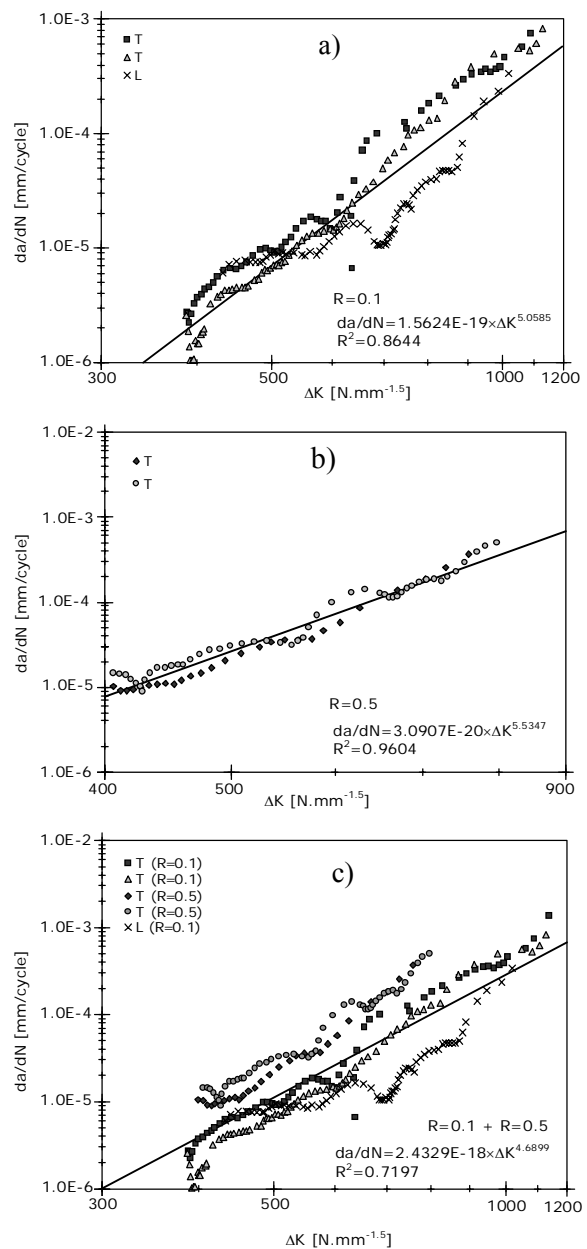 a)
1.0E-3
■ T
▲ T
× L
1.0E-4
da/dN [mm/cycle]
1.0E-5
R=0.1
da/dN=1.5624E-19×ΔK^5.0585
R²=0.8644
1.0E-6
300 500 1000 1200
ΔK [N.mm^-1.5]
b)
1.0E-2
◆ T
● T
1.0E-3
da/dN [mm/cycle]
1.0E-4
1.0E-5
R=0.5
da/dN=3.0907E-20×ΔK^5.5347
R²=0.9604
1.0E-6
400 500 900
ΔK [N.mm^-1.5]
c)
1.0E-2
■ T (R=0.1)
▲ T (R=0.1)
◆ T (R=0.5)
● T (R=0.5)
× L (R=0.1)
1.0E-3
da/dN [mm/cycle]
1.0E-4
1.0E-5
R=0.1 + R=0.5
da/dN=2.4329E-18×ΔK^4.6899
R²=0.7197
1.0E-6
300 500 1000 1200
ΔK [N.mm^-1.5]